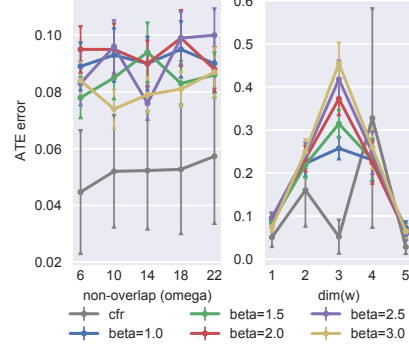 0.6
0.10
0.5
0.08
0.4
ATE error
0.3
0.06
0.2
0.04
0.1
0.02
0.0
6 10 14 18 22
1 2 3 4 5
non-overlap (omega)
dim(w)
cfr beta=1.5 beta=2.5
beta=1.0 beta=2.0 beta=3.0